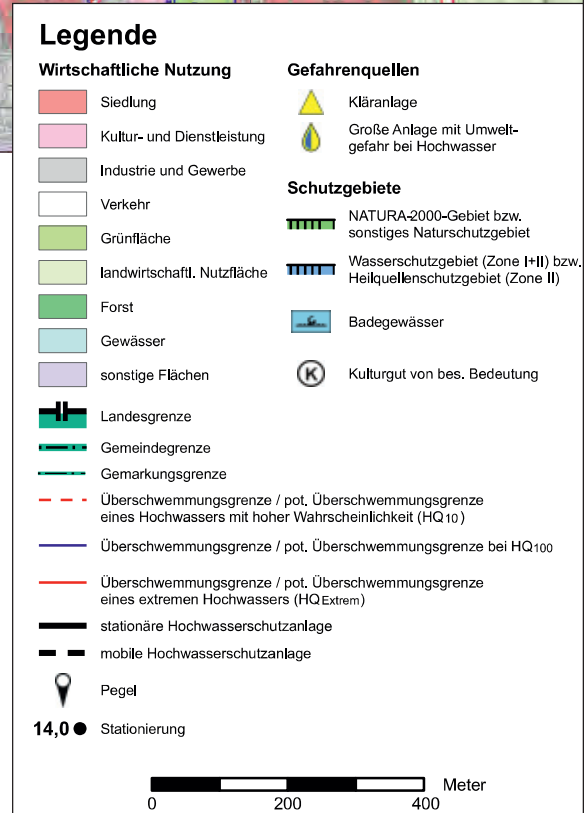 Legende
Wirtschaftliche Nutzung
Siedlung
Kultur- und Dienstleistung
Industrie und Gewerbe
Verkehr
Grünfläche
landwirtschaftl. Nutzfläche
Forst
Gewässer
sonstige Flächen
Landesgrenze
Gemeindegrenze
Gemarkungsgrenze
Überschwemmungsgrenze / pot. Überschwemmungsgrenze
eines Hochwassers mit hoher Wahrscheinlichkeit (HQ10)
Überschwemmungsgrenze / pot. Überschwemmungsgrenze bei HQ100
Überschwemmungsgrenze / pot. Überschwemmungsgrenze
eines extremen Hochwassers (HQExtrem)
stationäre Hochwasserschutzanlage
mobile Hochwasserschutzanlage
Pegel
14,0 Stationierung
Gefahrenquellen
Kläranlage
Große Anlage mit Umwelt-
gefahr bei Hochwasser
Schutzgebiete
NATURA-2000-Gebiet bzw.
sonstiges Naturschutzgebiet
Wasserschutzgebiet (Zone I+II) bzw.
Heilquellenschutzgebiet (Zone II)
Badegewässer
K Kulturgut von bes. Bedeutung
Meter
0 200 400